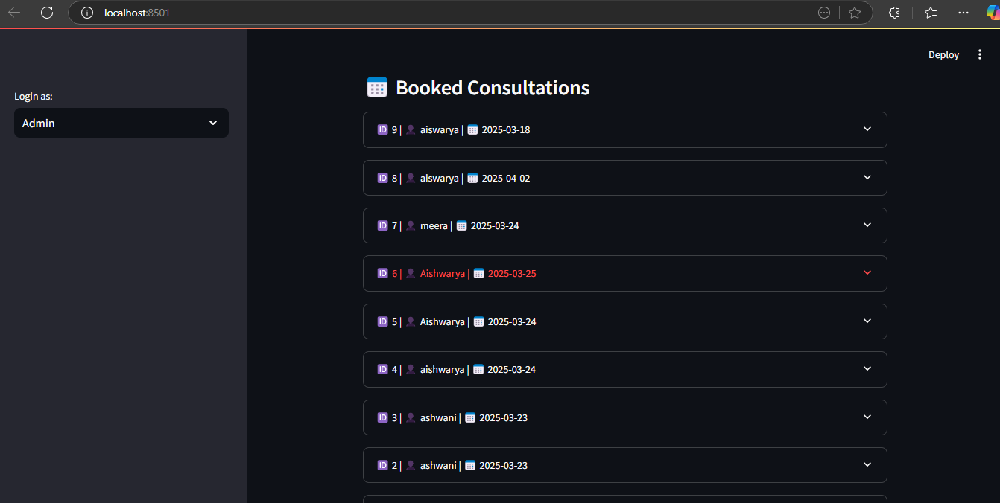 localhost:8501
Deploy
Login as:
Admin
Booked Consultations
ID 9 | aiswarya | 2025-03-18
ID 8 | aiswarya | 2025-04-02
ID 7 | meera | 2025-03-24
ID 6 | Aishwarya | 2025-03-25
ID 5 | Aishwarya | 2025-03-24
ID 4 | aishwarya | 2025-03-24
ID 3 | ashwani | 2025-03-23
ID 2 | ashwani | 2025-03-23